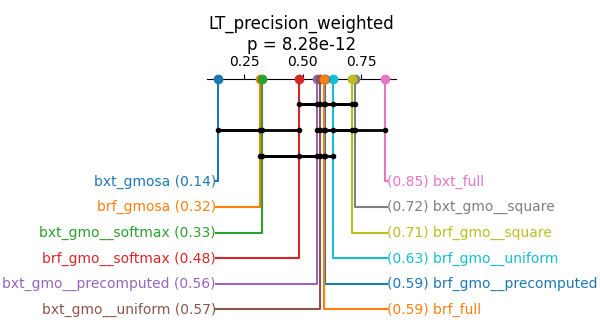 LT_precision_weighted
p = 8.28e-12
0.25 0.50 0.75
bxt_gmosa (0.14)
(0.85) bxt_full
brf_gmosa (0.32)
(0.72) bxt_gmo__square
bxt_gmo__softmax (0.33)
(0.71) brf_gmo__square
brf_gmo__softmax (0.48)
(0.63) brf_gmo__uniform
bxt_gmo__precomputed (0.56)
(0.59) brf_gmo__precomputed
bxt_gmo__uniform (0.57)
(0.59) brf_full